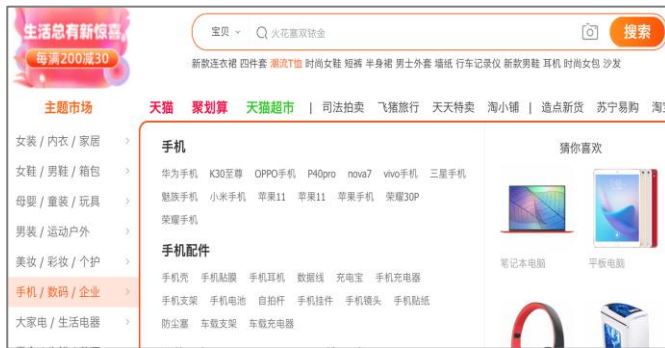 生活总有新惊喜
每满200减30
宝贝
火花塞双铱金
搜索
新款连衣裙 四件套 潮流T恤 时尚女鞋 短裤 半身裙 男士外套 墙纸 行车记录仪 新款男鞋 耳机 时尚女包 沙发
主题市场
天猫 聚划算 天猫超市 | 司法拍卖 飞猪旅行 天天特卖 淘小铺 | 造点新货 苏宁易购
女装 / 内衣 / 家居
女鞋 / 男鞋 / 箱包
母婴 / 童装 / 玩具
男装 / 运动户外
美妆 / 彩妆 / 个护
手机 / 数码 / 企业
大家电 / 生活电器
手机
华为手机 K30至尊 OPPO手机 P40pro nova7 vivo手机 三星手机
魅族手机 小米手机 苹果11 苹果11 苹果手机 荣耀30P
荣耀手机
手机配件
手机壳 手机贴膜 手机耳机 数据线 充电宝 手机充电器
手机支架 手机电池 自拍杆 手机挂件 手机镜头 手机贴纸
防尘塞 车载支架 车载充电器
猜你喜欢
笔记本电脑
平板电脑